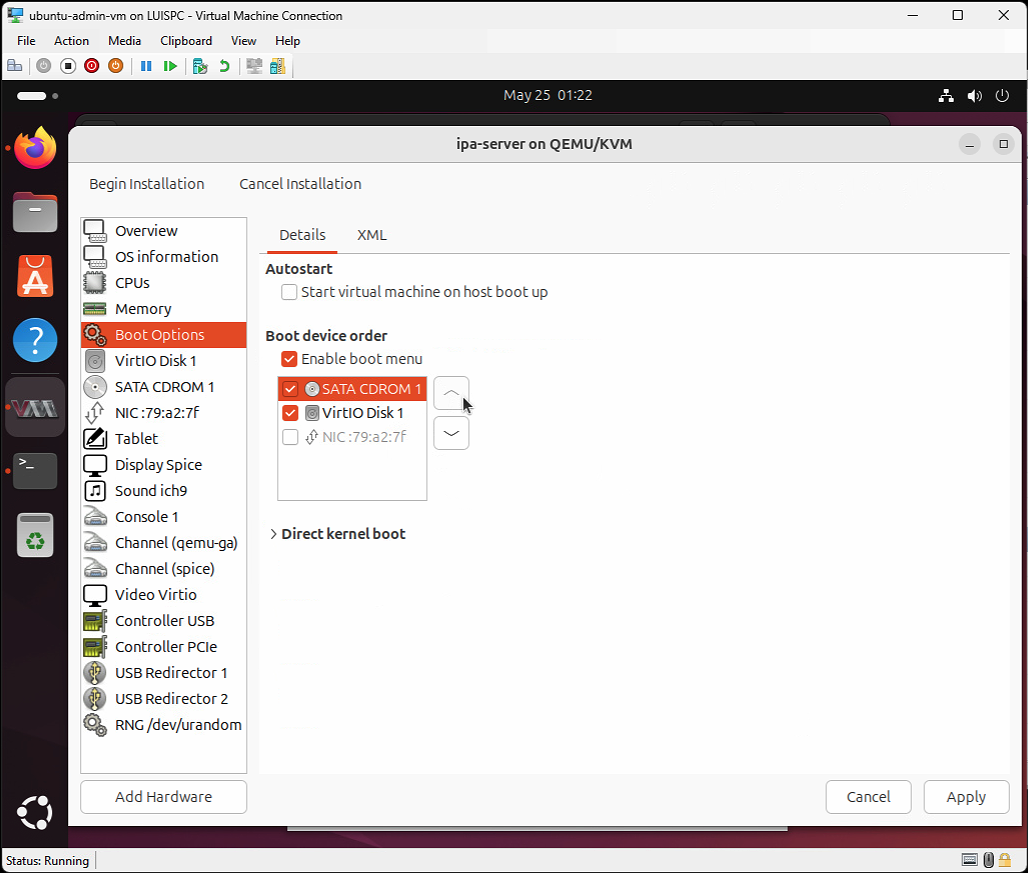 ubuntu-admin-vm on LUISPC - Virtual Machine Connection
File Action Media Clipboard View Help
May 25 01:22
ipa-server on QEMU/KVM
Begin Installation Cancel Installation
Overview
OS information
CPUs
Memory
Boot Options
VirtIO Disk 1
SATA CDROM 1
NIC :79:a2:7f
Tablet
Display Spice
Sound ich9
Console 1
Channel (qemu-ga)
Channel (spice)
Video Virtio
Controller USB
Controller PCIe
USB Redirector 1
USB Redirector 2
RNG /dev/urandom
Add Hardware
Details XML
Autostart
Start virtual machine on host boot up
Boot device order
Enable boot menu
SATA CDROM 1
VirtIO Disk 1
NIC :79:a2:7f
Direct kernel boot
Cancel Apply
Status: Running